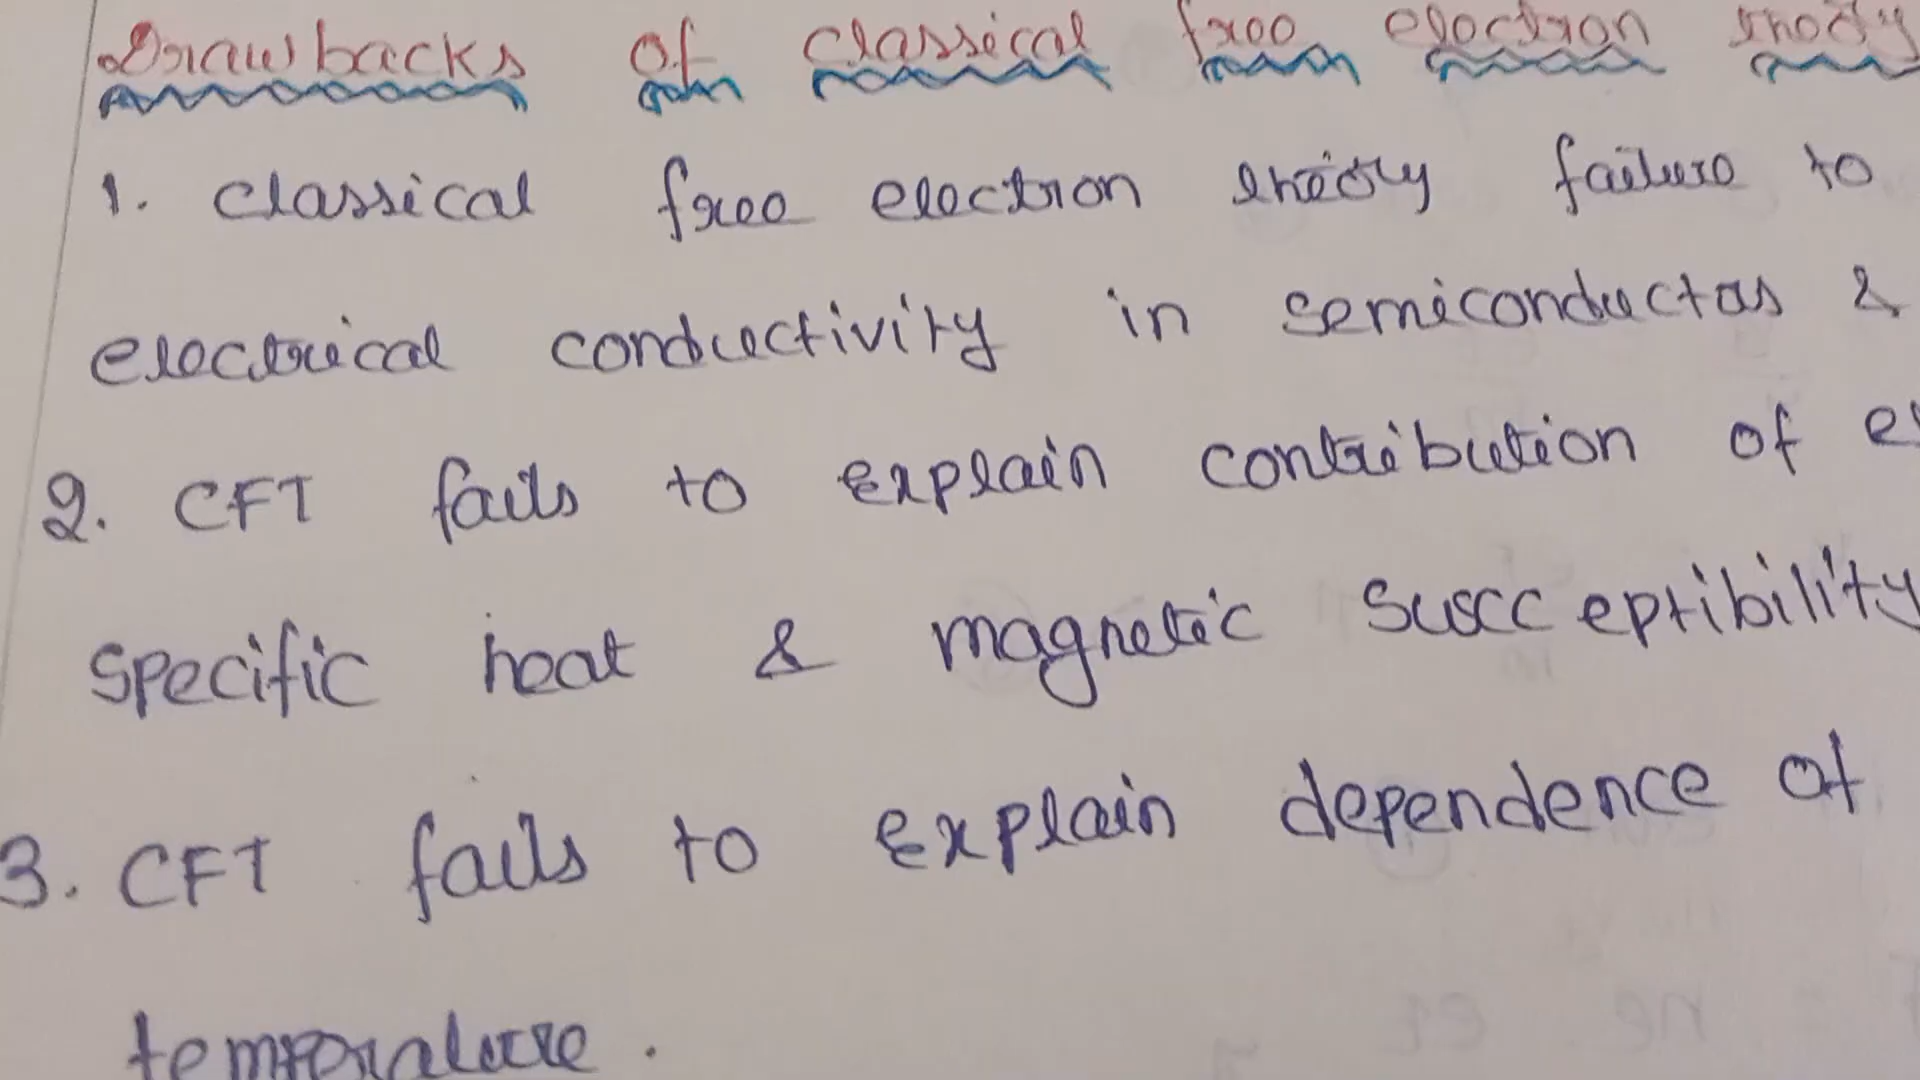 Drawbacks of classical free electron theory
1. classical free electron theory failure to
electrical conductivity in semiconductors &
2. CFT fails to explain contribution of
specific heat & magnetic succeptibility
3. CFT fails to explain dependence of
temperature.